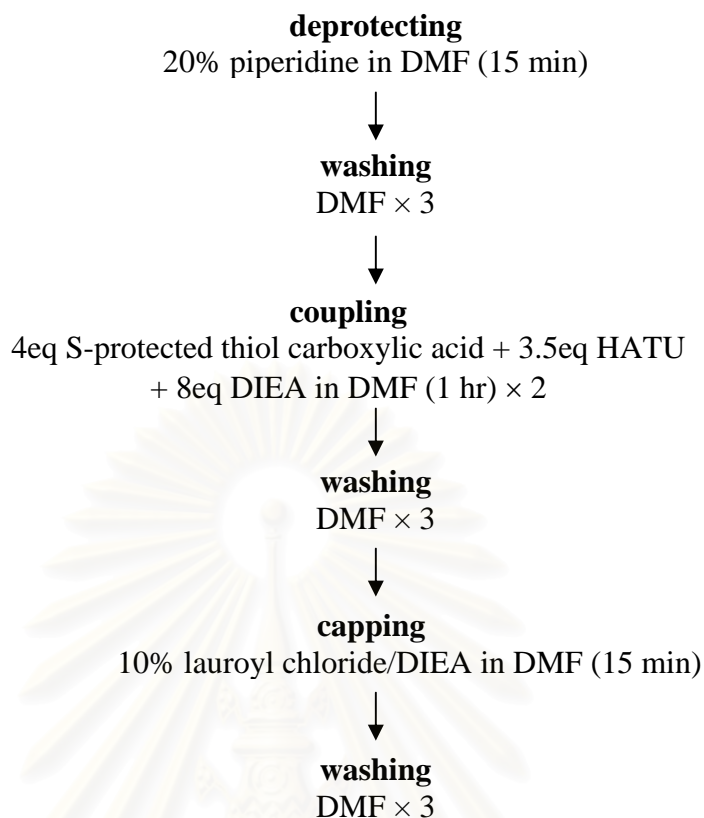 deprotecting
20% piperidine in DMF (15 min)
washing
DMF × 3
coupling
4eq S-protected thiol carboxylic acid + 3.5eq HATU
+ 8eq DIEA in DMF (1 hr) × 2
washing
DMF × 3
capping
10% lauroyl chloride/DIEA in DMF (15 min)
washing
DMF × 3